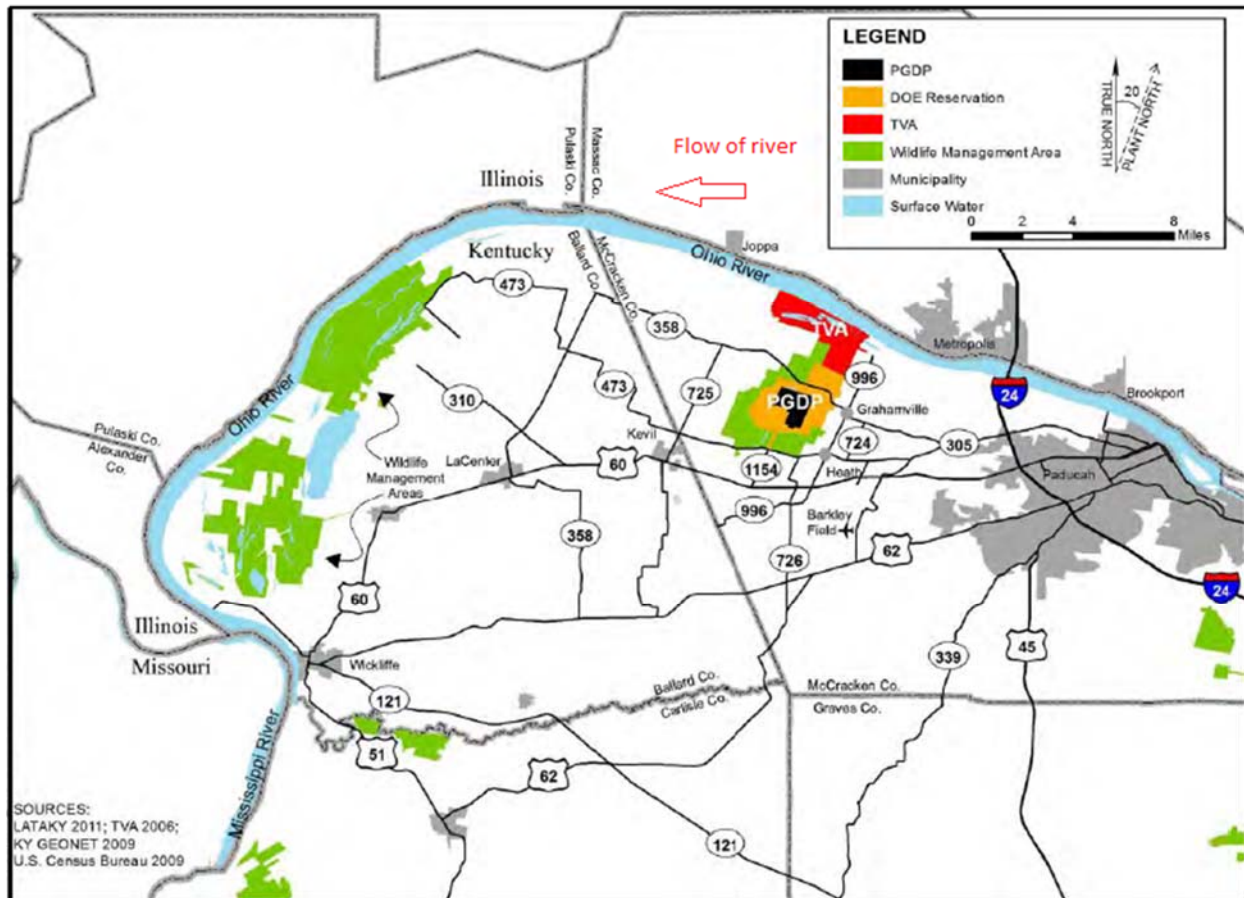 LEGEND
PGDP
DOE Reservation
TVA
Wildlife Management Area
Municipality
Surface Water
TRUE NORTH
20
PLANT NORTH
0 2 4 8
Miles
Massac Co.
Pulaski Co.
Flow of river
Illinois
Kentucky
Ohio River
Joppa
Ballard Co.
McCracken Co.
473
358
TVA
Metropolis
996
24
Brookport
473
725
PGDP
Grahamville
310
Ohio River
Kevil
724
305
Pulaski Co.
Alexander Co.
Wildlife
Management
Areas
LaCenter
60
1154
Heath
Paducah
996
Barkley
Field
358
726
62
60
24
Illinois
Missouri
Wickliffe
339
45
121
Ballard Co.
Carlisle Co.
McCracken Co.
Graves Co.
51
62
Mississippi River
121
SOURCES:
LATAKY 2011; TVA 2006;
KY GEONET 2009
U.S. Census Bureau 2009